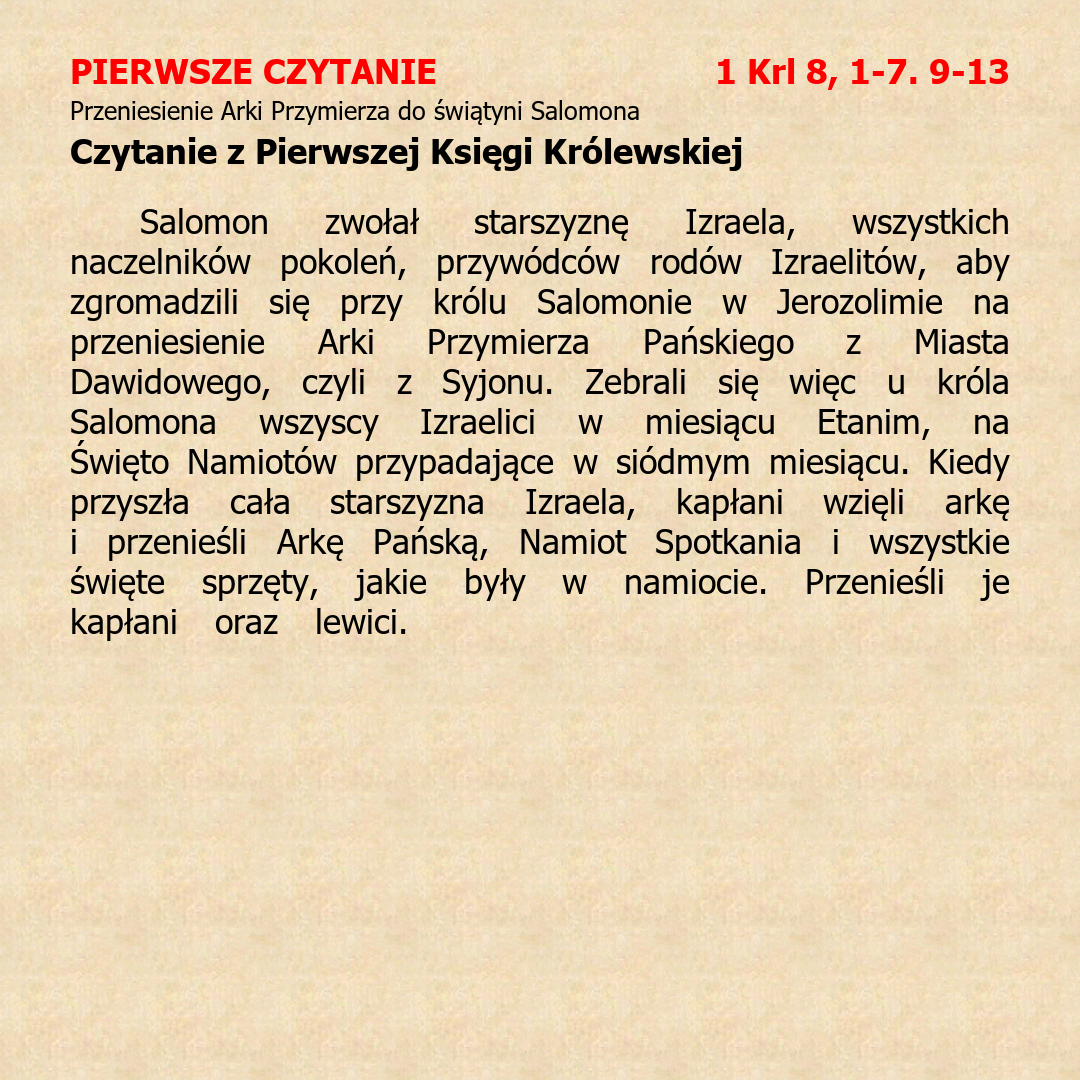 PIERWSZE CZYTANIE 1 Krl 8, 1-7. 9-13
Przeniesienie Arki Przymierza do świątyni Salomona
Czytanie z Pierwszej Księgi Królewskiej
Salomon zwołał starszyznę Izraela, wszystkich
naczelników pokoleń, przywódców rodów Izraelitów, aby
zgromadzili się przy królu Salomonie w Jerozolimie na
przeniesienie Arki Przymierza Pańskiego z Miasta
Dawidowego, czyli z Syjonu. Zebrali się więc u króla
Salomona wszyscy Izraelici w miesiącu Etanim, na
Święto Namiotów przypadające w siódmym miesiącu. Kiedy
przyszła cała starszyzna Izraela, kapłani wzięli arkę
i przenieśli Arkę Pańską, Namiot Spotkania i wszystkie
święte sprzęty, jakie były w namiocie. Przenieśli je
kapłani oraz lewici.